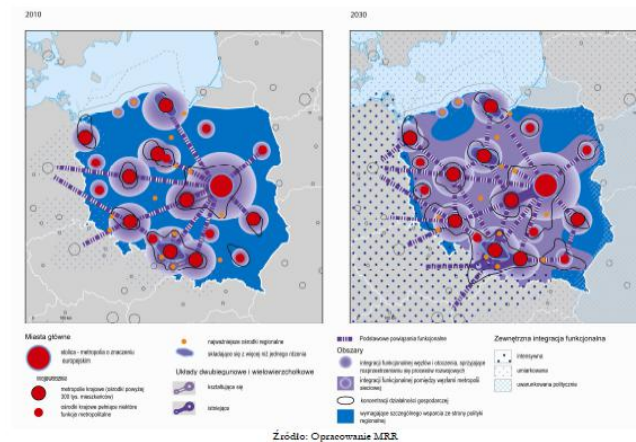 2010
2030
Miasta główne
stolica - metropolia o znaczeniu
europejskim
metropolie krajowe (ośrodki powyżej
300 tys. mieszkańców)
ośrodki krajowe pełniące niektóre
funkcje metropolitalne
najważniejsze ośrodki regionalne
składające się z więcej niż jednego rdzenia
Układy dwubiegunowe i wielowierzchołkowe
kształtujące się
istniejące
Podstawowe powiązania funkcjonalne
Obszary
integracji funkcjonalnej węzłów i otoczenia, sprzyjające
rozprzestrzenianiu się procesów rozwojowych
integracji funkcjonalnej pomiędzy węzłami metropolii
sieciowej
koncentracji działalności gospodarczej
wymagające szczególnego wsparcia ze strony polityki
regionalnej
Zewnętrzna integracja funkcjonalna
intensywna
umiarkowana
uwarunkowana politycznie
Źródło: Opracowanie MRR